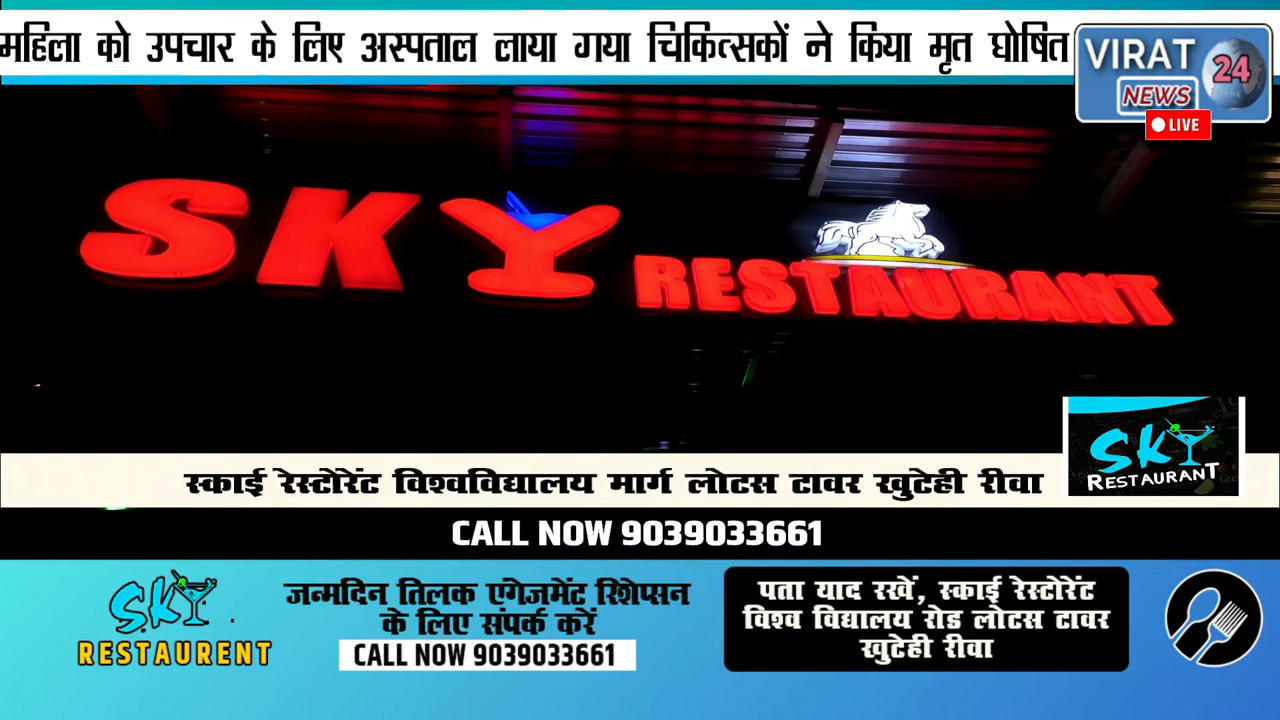 महिला को उपचार के लिए अस्पताल लाया गया चिकित्सकों ने किया मृत घोषित
VIRAT
24
NEWS
LIVE
SKY RESTAURANT
SKY
RESTAURANT
स्काई रेस्टोरेंट विश्वविद्यालय मार्ग लोटस टावर खुटेही रीवा
CALL NOW 9039033661
SKY
RESTAURENT
जन्मदिन तिलक एंगेजमेंट रिशेप्सन
के लिए संपर्क करें
CALL NOW 9039033661
पता याद रखें, स्काई रेस्टोरेंट
विश्व विद्यालय रोड लोटस टावर
खुटेही रीवा